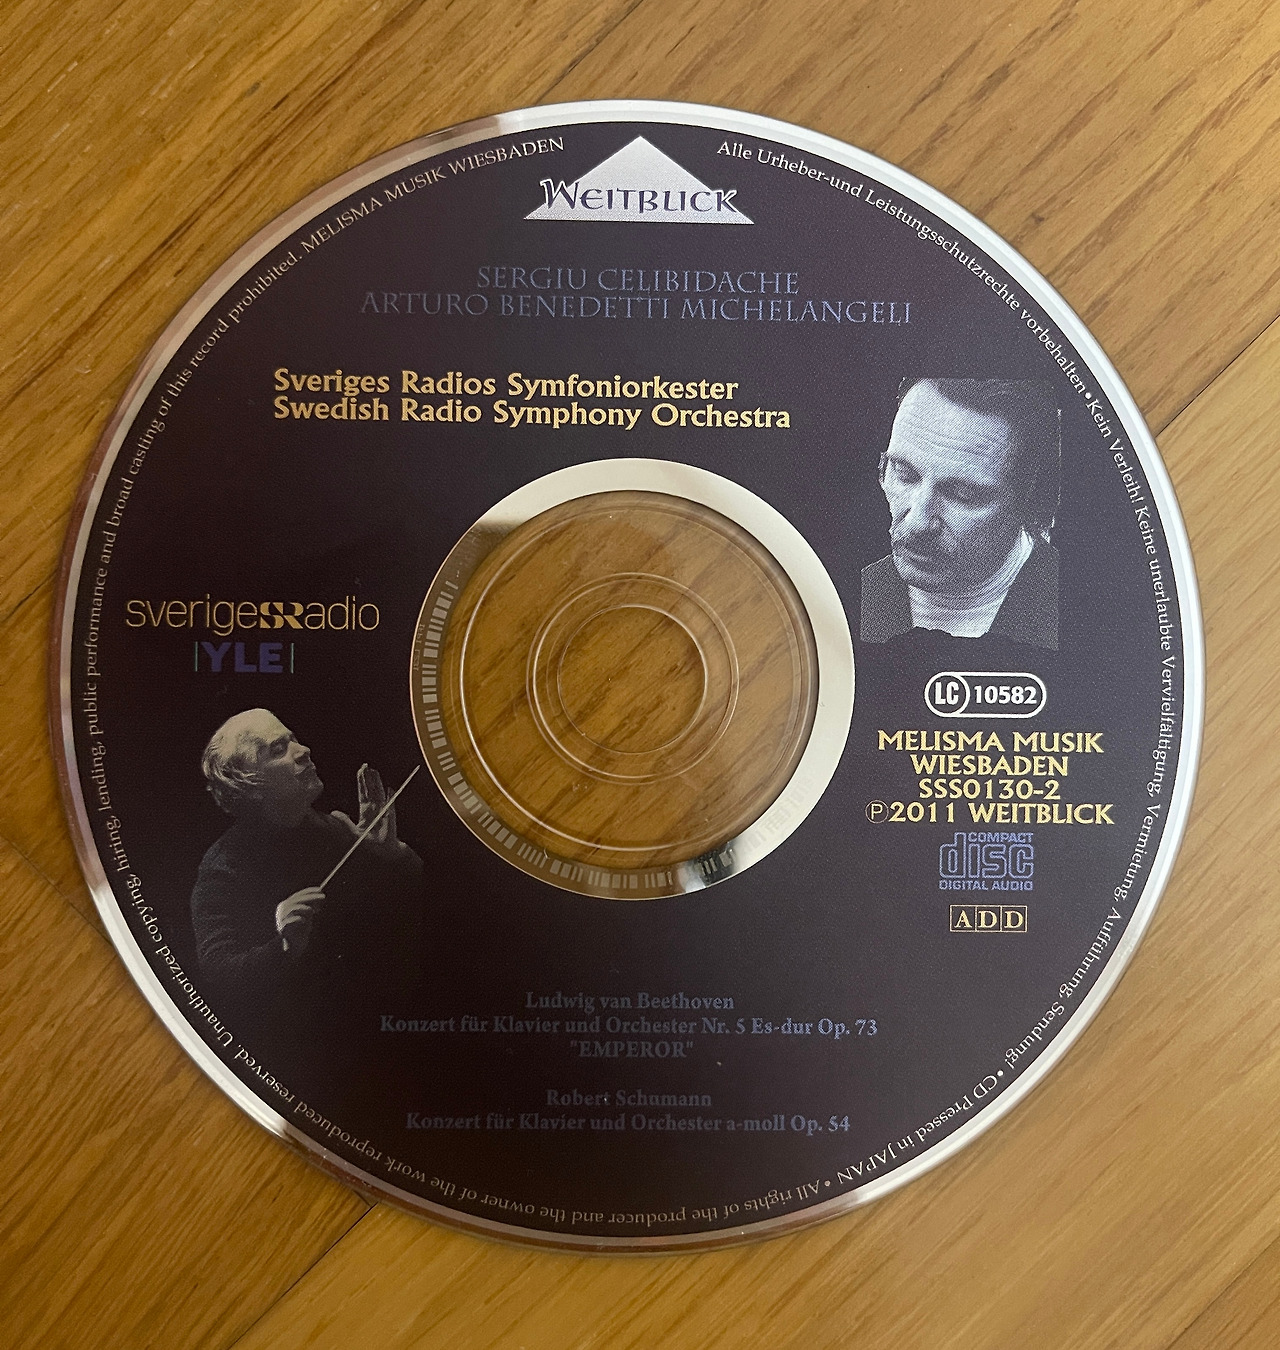 WEITBLICK
SERGIU CELIBIDACHE
ARTURO BENEDETTI MICHELANGELI
Sveriges Radios Symfoniorkester
Swedish Radio Symphony Orchestra
sverigesSRadio
|YLE|
LC 10582
MELISMA MUSIK
WIESBADEN
SSS0130-2
Ⓟ2011 WEITBLICK
COMPACT
disc
DIGITAL AUDIO
ADD
Ludwig van Beethoven
Konzert für Klavier und Orchester Nr. 5 Es-dur Op. 73
"EMPEROR"
Robert Schumann
Konzert für Klavier und Orchester a-moll Op. 54
Alle Urheber-und Leistungsschutzrechte vorbehalten • Kein Verleih! Keine unerlaubte Vervielfältigung, Vermietung, Aufführung, Sendung! • CD Pressed in JAPAN • All rights of the producer and the owner of the work reproduced reserved. Unauthorized copying, hiring, lending, public performance and broad casting of this record prohibited. MELISMA MUSIK WIESBADEN